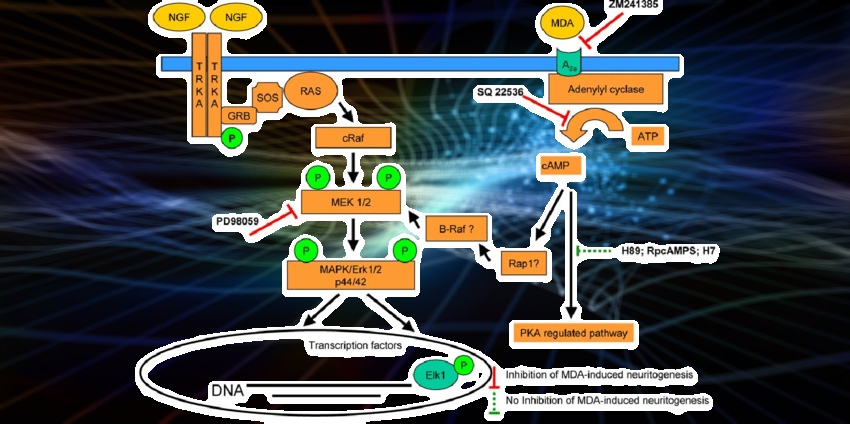 NGF
NGF
MDA
ZM241385
TRKA
TRKA
A2a
Adenylyl cyclase
SOS
RAS
GRB
P
SQ 22536
ATP
cRaf
cAMP
P
P
MEK 1/2
PD98059
B-Raf ?
P
P
Rap1?
H89; RpcAMPS; H7
MAPK/Erk1/2
p44/42
PKA regulated pathway
Transcription factors
P
Elk1
DNA
Inhibition of MDA-induced neuritogenesis
No Inhibition of MDA-induced neuritogenesis